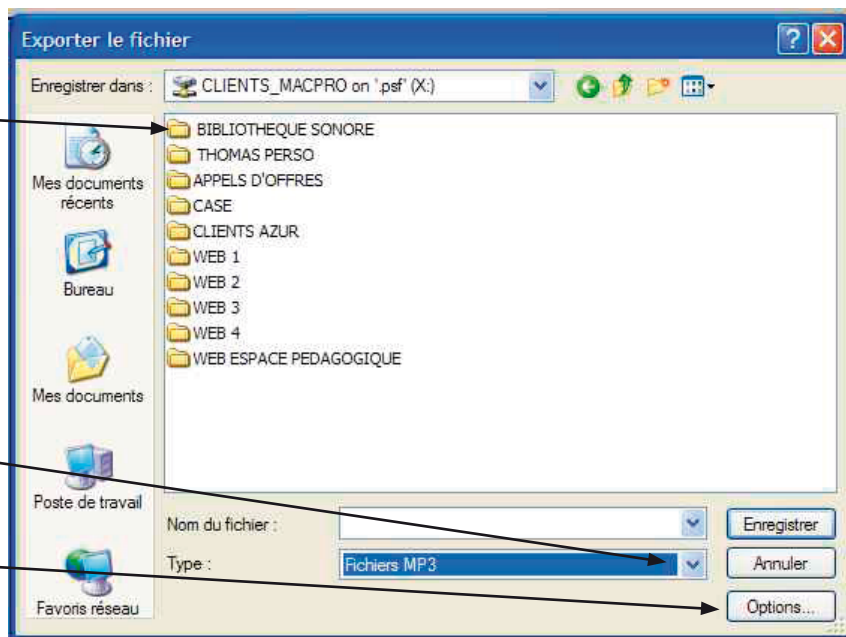 Exporter le fichier
Enregistrer dans :
CLIENTS_MACPRO on '.psf' (X:)
BIBLIOTHEQUE SONORE
THOMAS PERSO
APPELS D'OFFRES
CASE
CLIENTS AZUR
WEB 1
WEB 2
WEB 3
WEB 4
WEB ESPACE PEDAGOGIQUE
Mes documents
récents
Bureau
Mes documents
Poste de travail
Favoris réseau
Nom du fichier :
Enregistrer
Type :
Fichiers MP3
Annuler
Options...